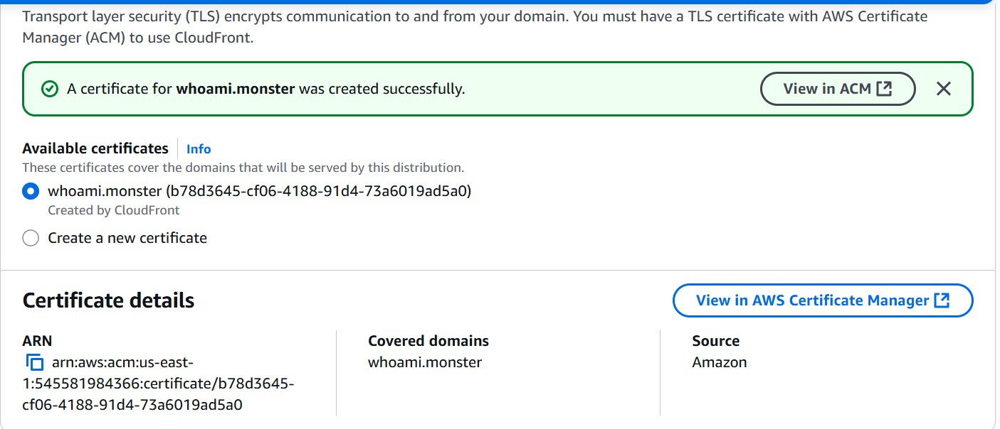 Transport layer security (TLS) encrypts communication to and from your domain. You must have a TLS certificate with AWS Certificate
Manager (ACM) to use CloudFront.
A certificate for whoami.monster was created successfully.
View in ACM
Available certificates
Info
These certificates cover the domains that will be served by this distribution.
whoami.monster (b78d3645-cf06-4188-91d4-73a6019ad5a0)
Created by CloudFront
Create a new certificate
Certificate details
View in AWS Certificate Manager
ARN
arn:aws:acm:us-east-
1:545581984366:certificate/b78d3645-
cf06-4188-91d4-73a6019ad5a0
Covered domains
whoami.monster
Source
Amazon